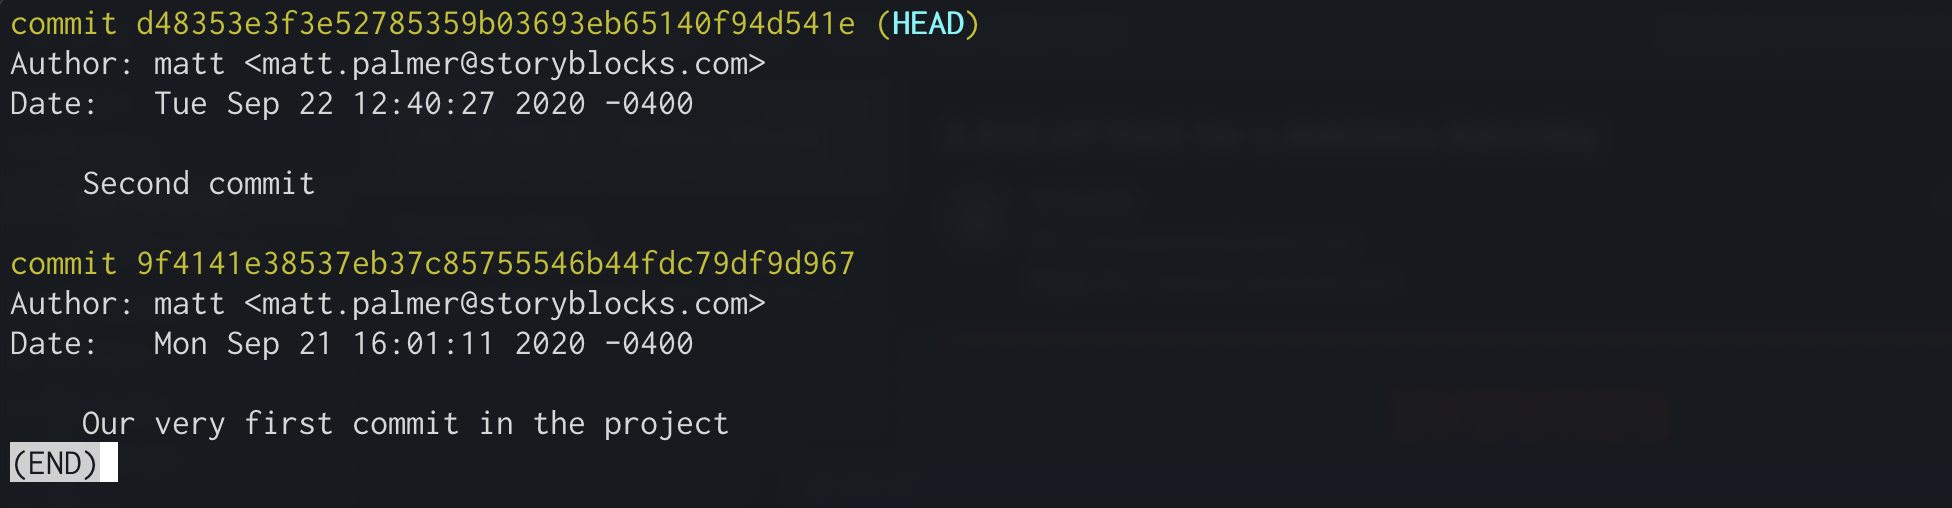 commit d48353e3f3e52785359b03693eb65140f94d541e (HEAD)
Author: matt <matt.palmer@storyblocks.com>
Date:   Tue Sep 22 12:40:27 2020 -0400
    Second commit
commit 9f4141e38537eb37c85755546b44fdc79df9d967
Author: matt <matt.palmer@storyblocks.com>
Date:   Mon Sep 21 16:01:11 2020 -0400
    Our very first commit in the project
(END)